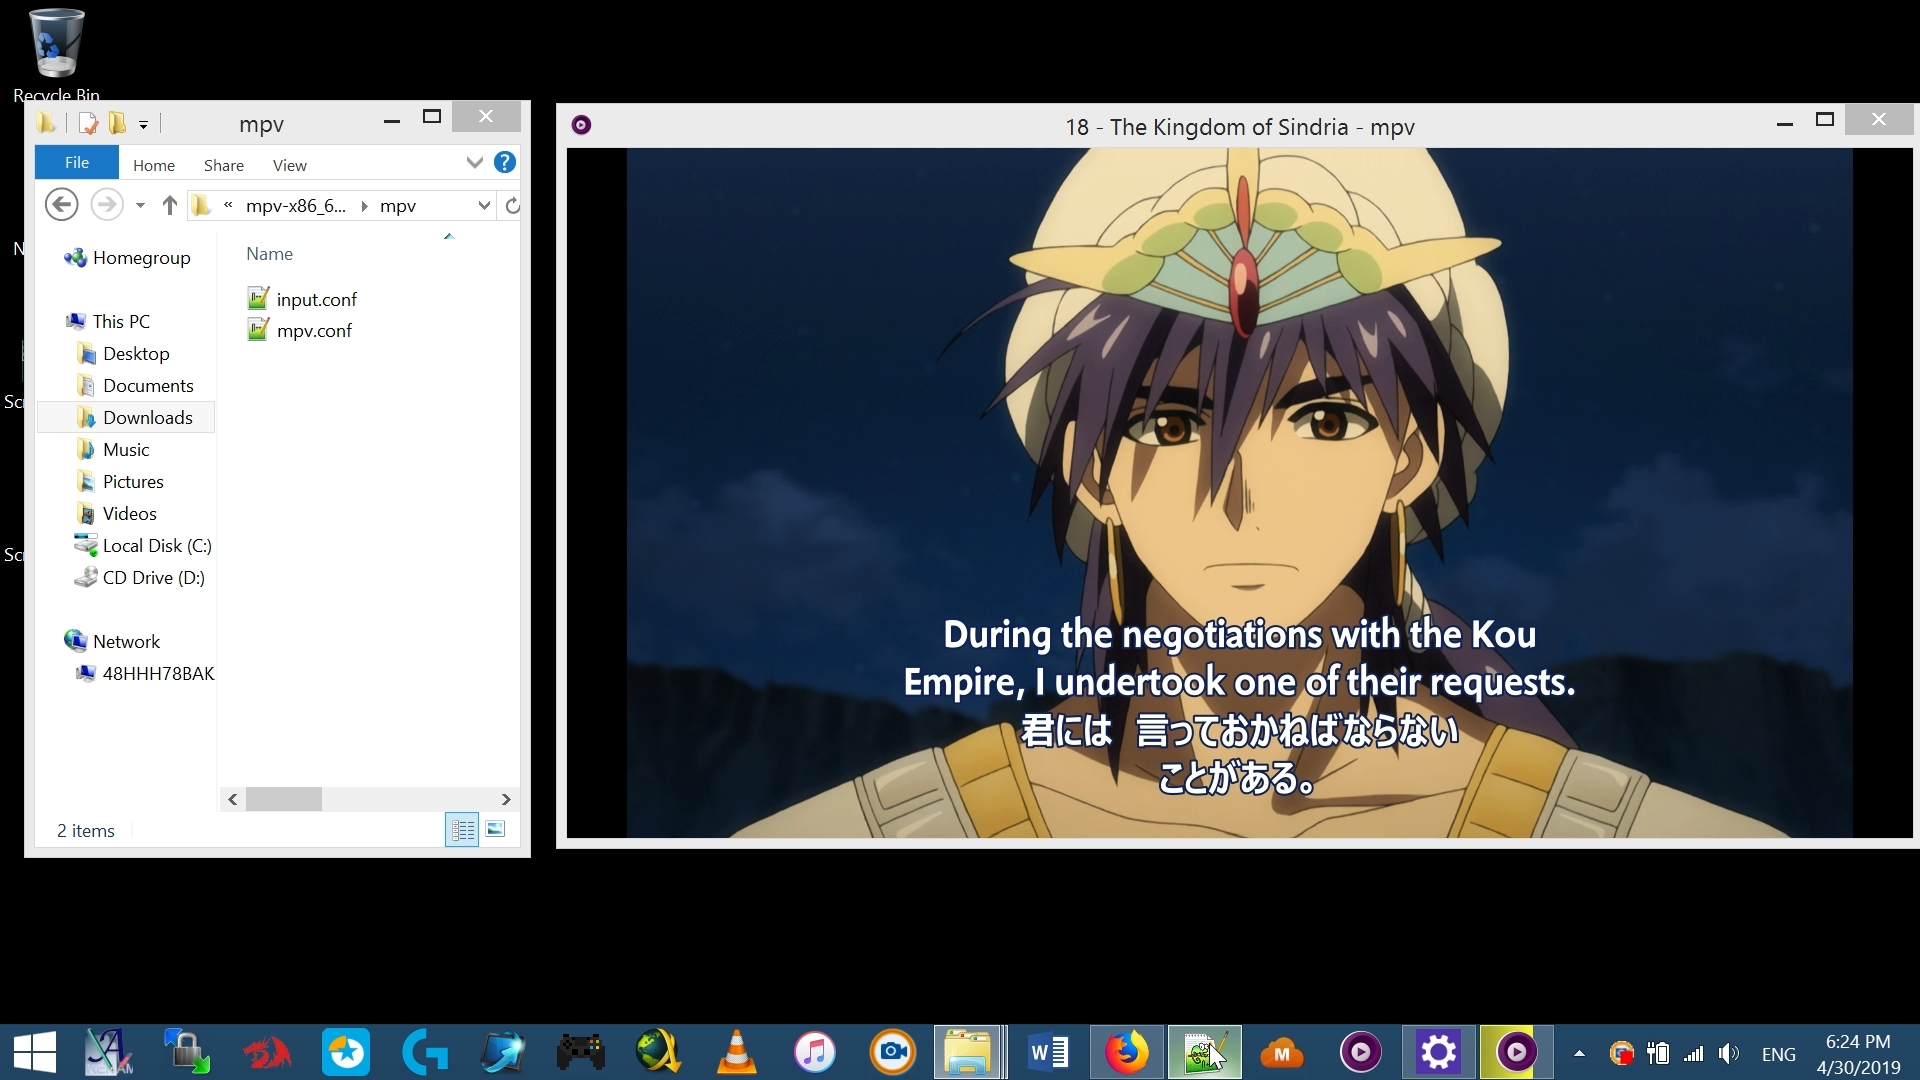 Recycle Bin
mpv
File
Home
Share
View
« mpv-x86_6... mpv
Homegroup
This PC
Desktop
Documents
Downloads
Music
Pictures
Videos
Local Disk (C:)
CD Drive (D:)
Network
48HHH78BAK
Name
input.conf
mpv.conf
2 items
18 - The Kingdom of Sindria - mpv
During the negotiations with the Kou
Empire, I undertook one of their requests.
君には 言っておかねばならない
ことがある。
N
Scr
Scr
ENG
6:24 PM
4/30/2019